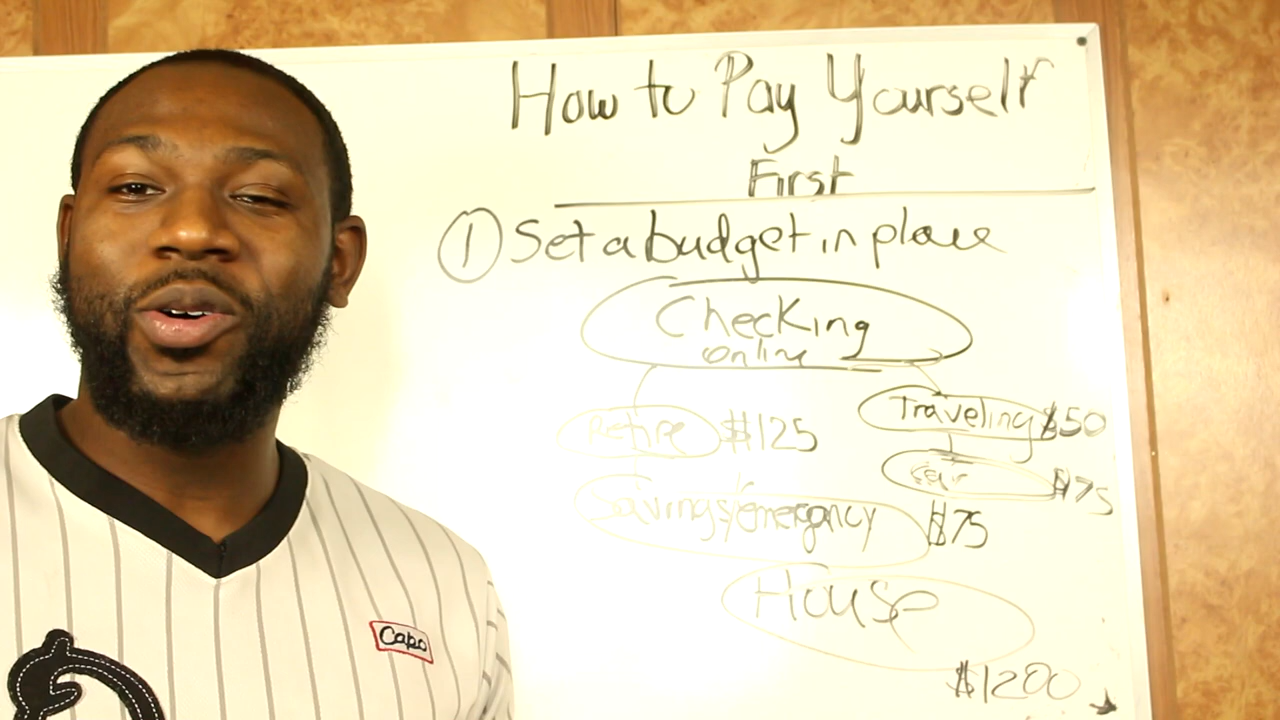 How to Pay Yourself
First
① Set a budget in place
Checking
online
Retire $125
Traveling $50
Car $75
Savings/emergency $75
House
$1200
Capo